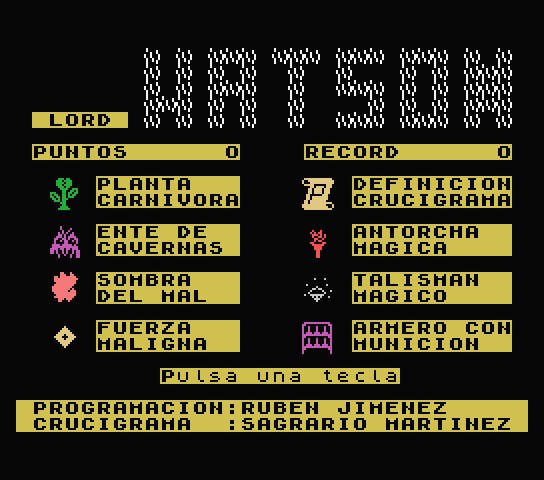 WATSON
LORD
PUNTOS 0
RECORD 0
PLANTA
CARNIVORA
DEFINICION
CRUCIGRAMA
ENTE DE
CAVERNAS
ANTORCHA
MAGICA
SOMBRA
DEL MAL
TALISMAN
MAGICO
FUERZA
MALIGNA
ARMERO CON
MUNICION
Pulsa una tecla
PROGRAMACION:RUBEN JIMENEZ
CRUCIGRAMA :SAGRARIO MARTINEZ